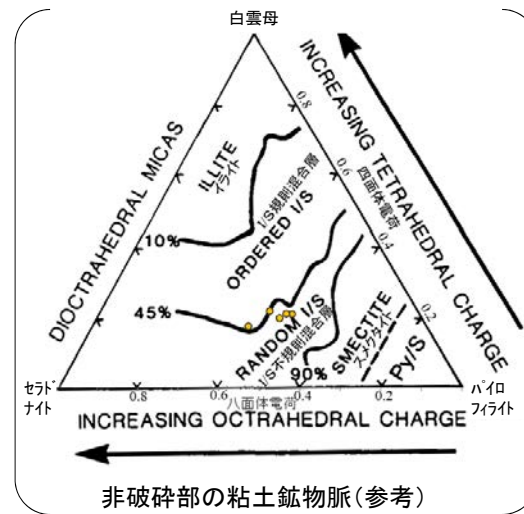 白雲母
DIOCTRAHEDRAL MICAS
INCREASING TETRAHEDRAL CHARGE
四面体電荷
0.8
0.6
0.4
0.2
ILLITE
イライト
10%
I/S規則混合層
ORDERED I/S
45%
RANDOM I/S
I/S不規則混合層
90%
SMECTITE
スメクタイト
Py/S
セラド
ナイト
0.8
0.6
八面体電荷
0.4
0.2
パイロ
フィライト
INCREASING OCTRAHEDRAL CHARGE
非破砕部の粘土鉱物脈(参考)